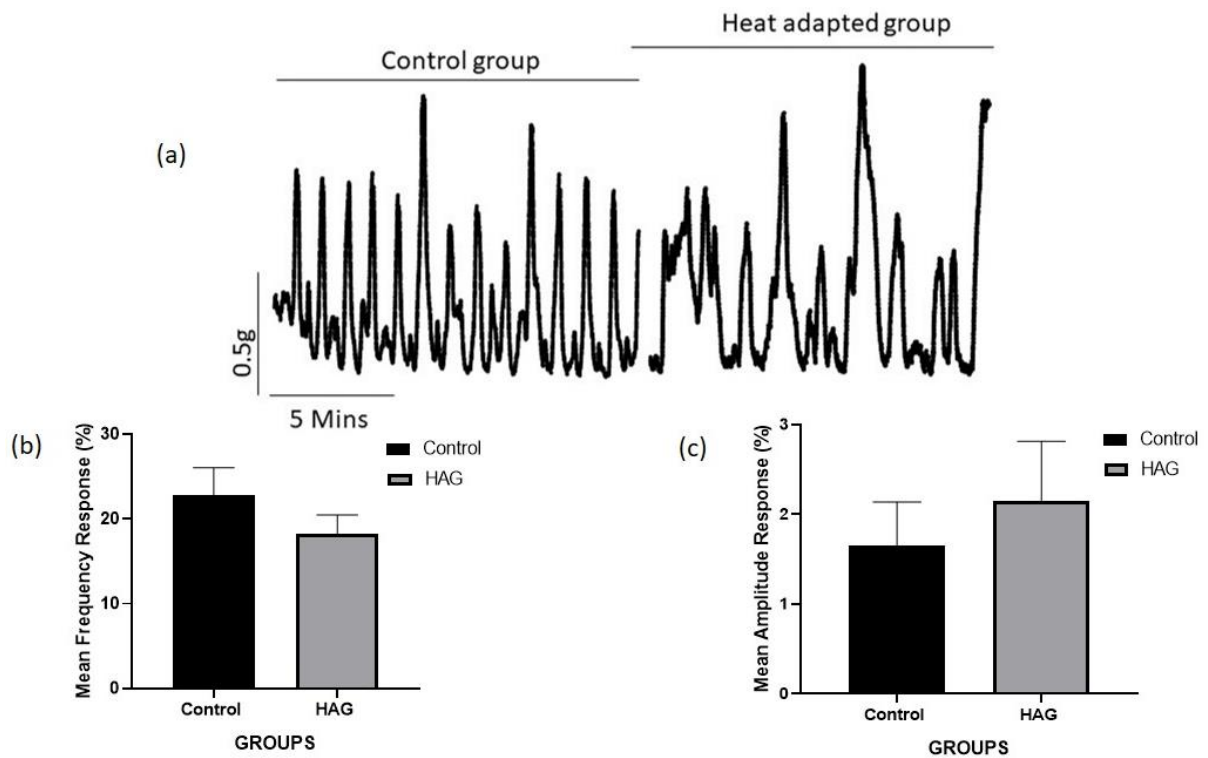 Heat adapted group
Control group
(a)
0.5g
5 Mins
(b)
Mean Frequency Response (%)
30
20
10
0
Control
HAG
Control
HAG
GROUPS
(c)
Mean Amplitude Response (%)
3
2
1
0
Control
HAG
Control
HAG
GROUPS